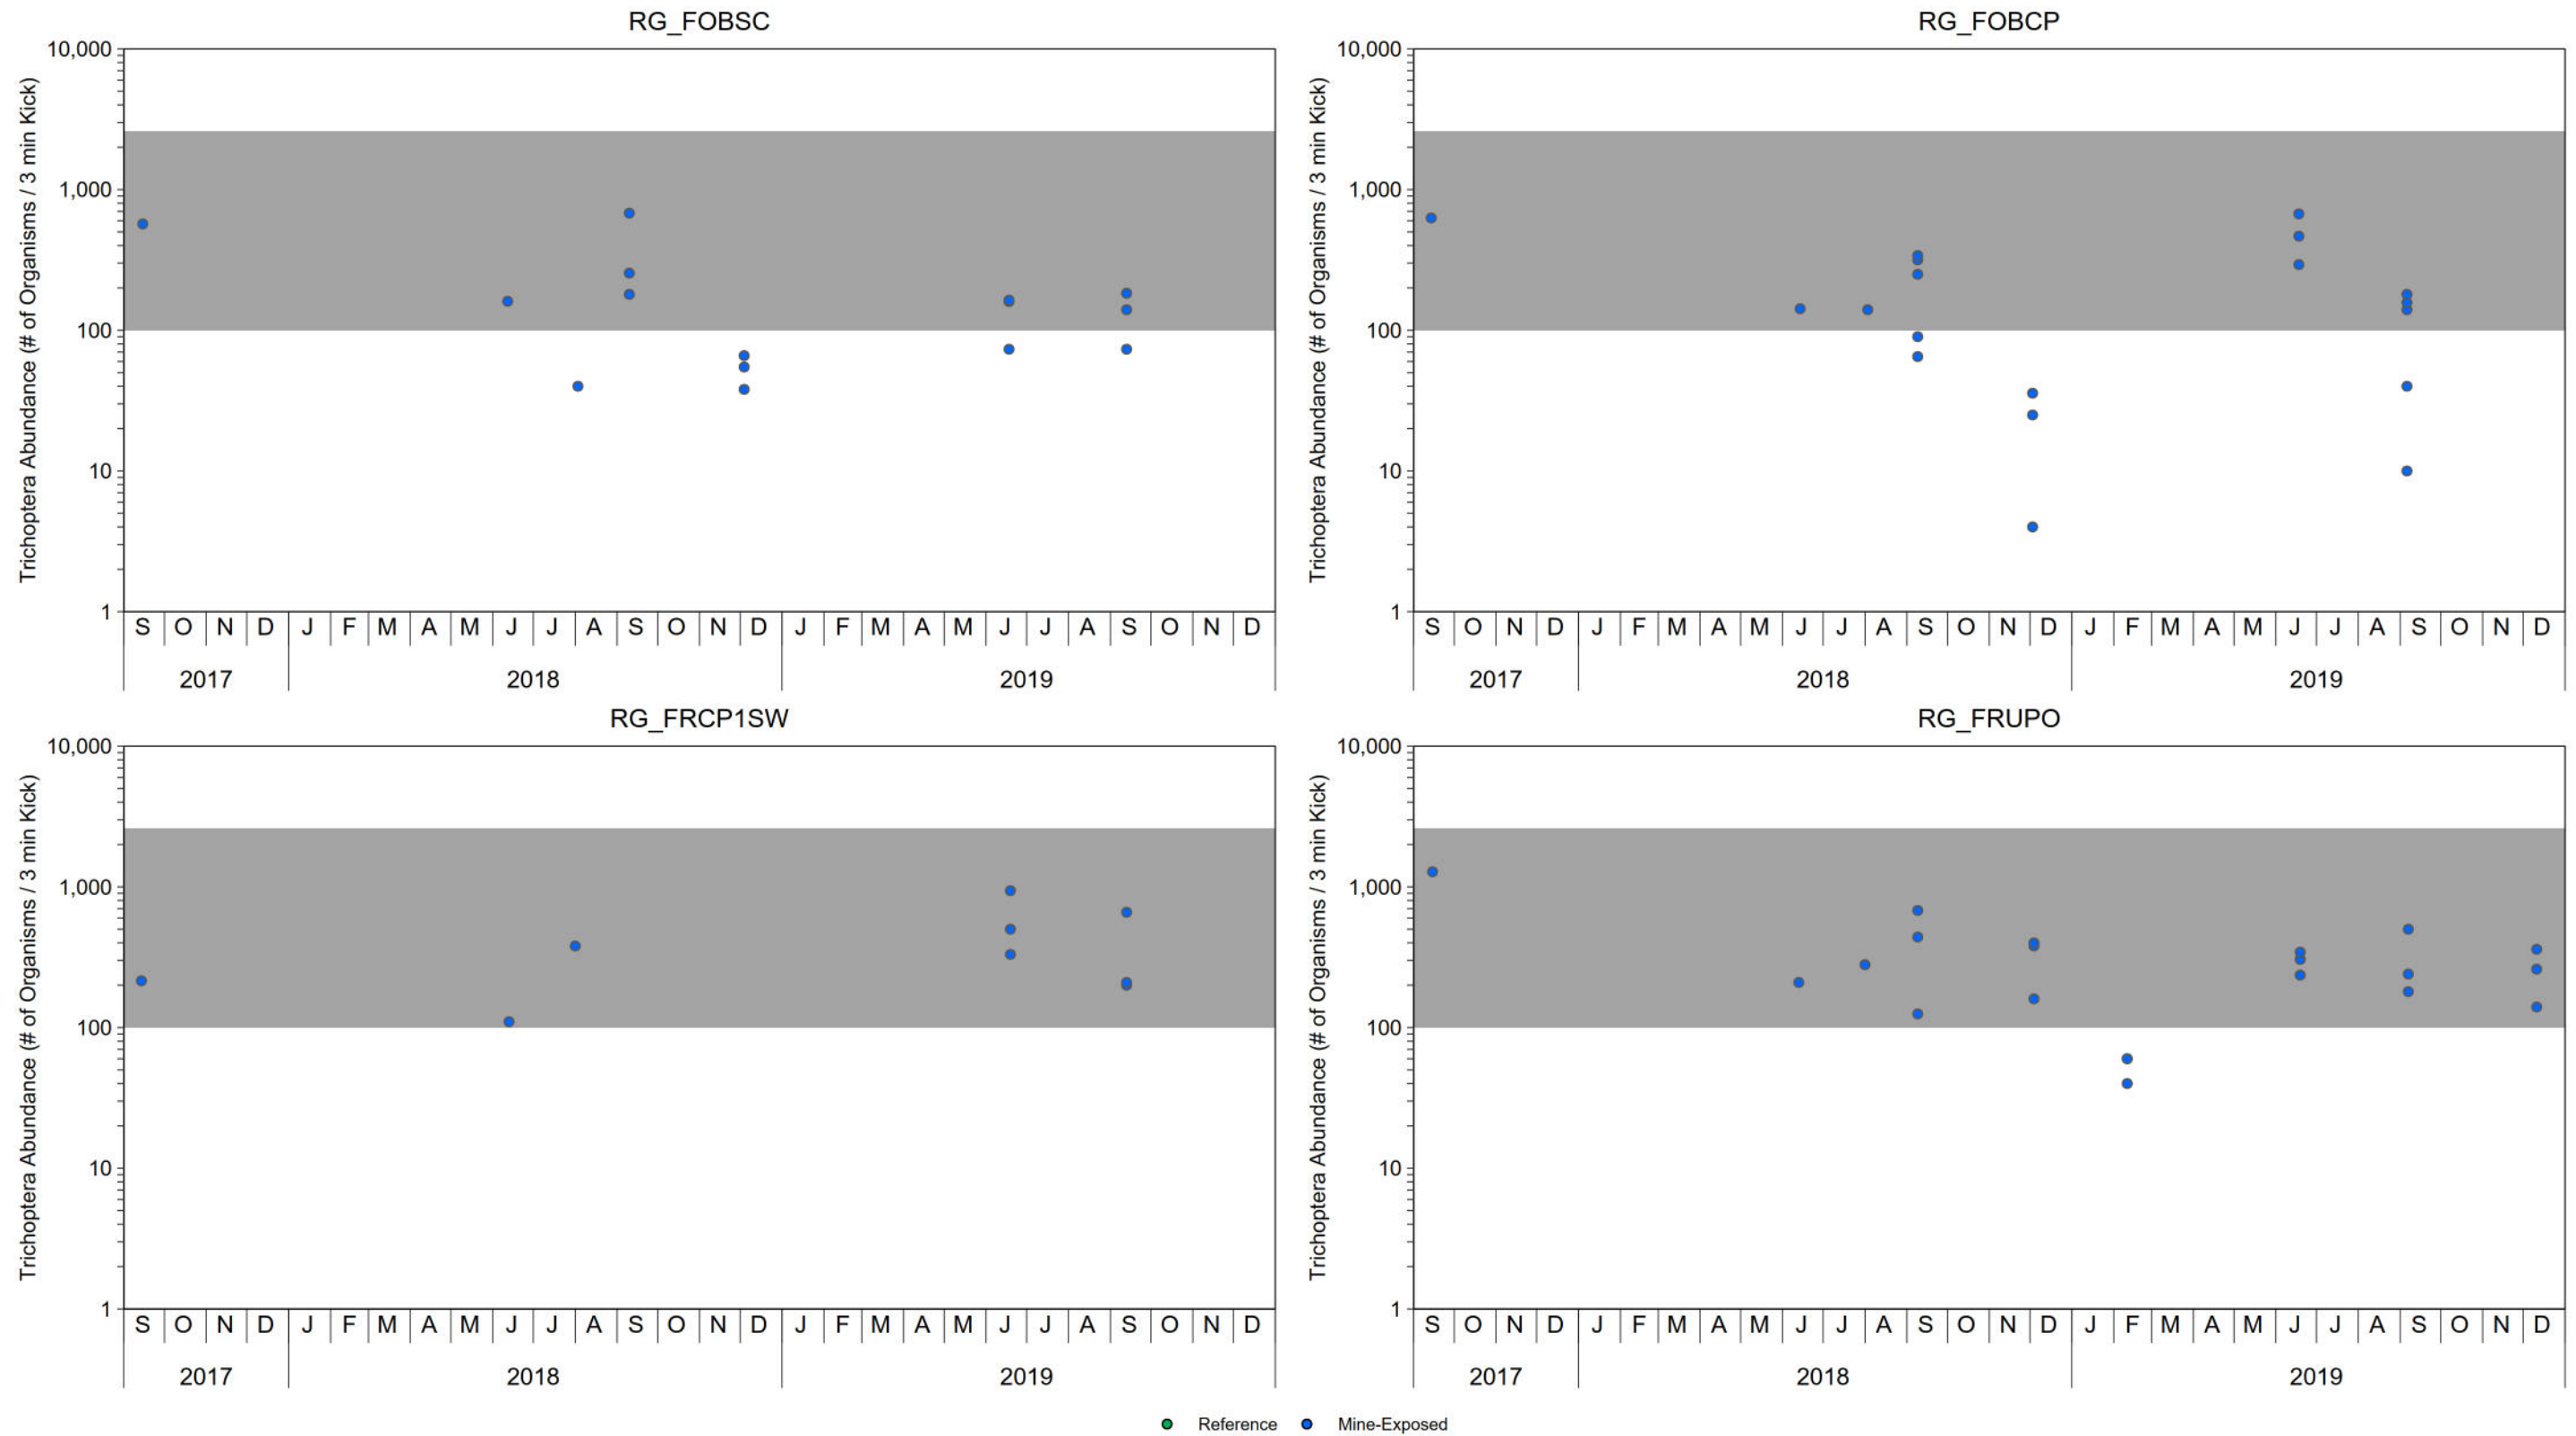 RG_FOBSC
Trichoptera Abundance (# of Organisms / 3 min Kick)
10,000
1,000
100
10
1
S O N D J F M A M J J A S O N D J F M A M J J A S O N D
2017 2018 2019
RG_FOBCP
Trichoptera Abundance (# of Organisms / 3 min Kick)
10,000
1,000
100
10
1
S O N D J F M A M J J A S O N D J F M A M J J A S O N D
2017 2018 2019
RG_FRCP1SW
Trichoptera Abundance (# of Organisms / 3 min Kick)
10,000
1,000
100
10
1
S O N D J F M A M J J A S O N D J F M A M J J A S O N D
2017 2018 2019
RG_FRUPO
Trichoptera Abundance (# of Organisms / 3 min Kick)
10,000
1,000
100
10
1
S O N D J F M A M J J A S O N D J F M A M J J A S O N D
2017 2018 2019
Reference Mine-Exposed